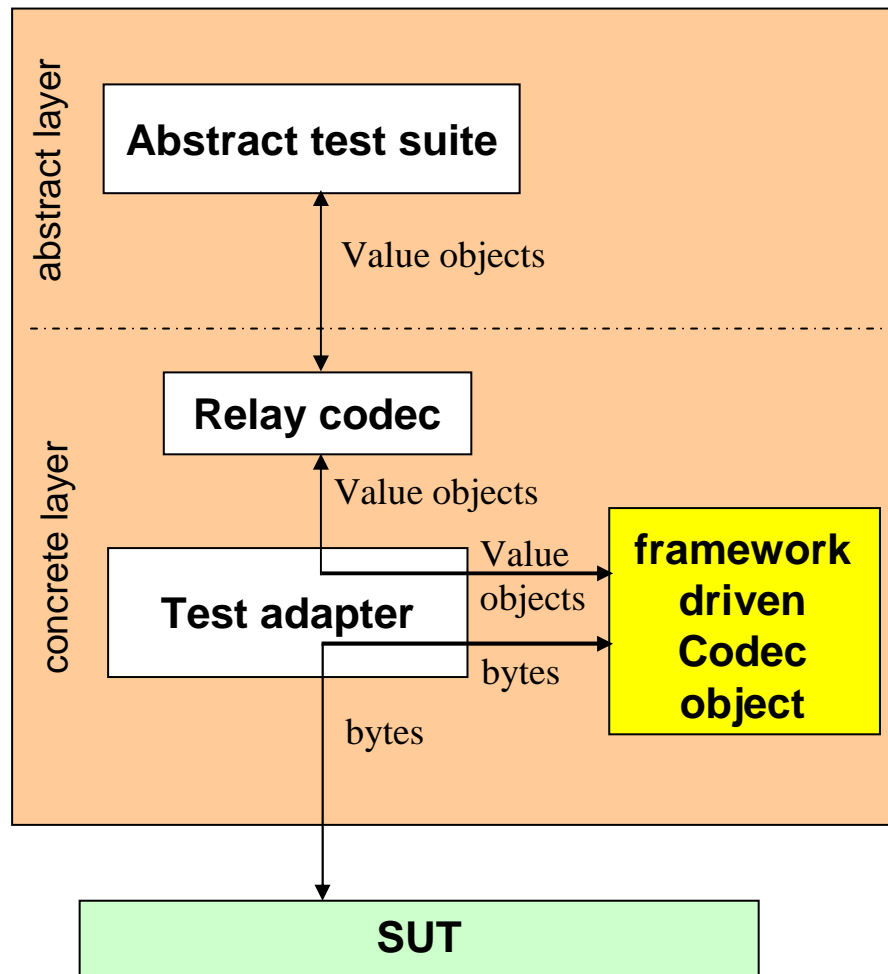 abstract layer
Abstract test suite
Value objects
concrete layer
Relay codec
Value objects
Test adapter
Value
objects
bytes
framework
driven
Codec
object
bytes
SUT